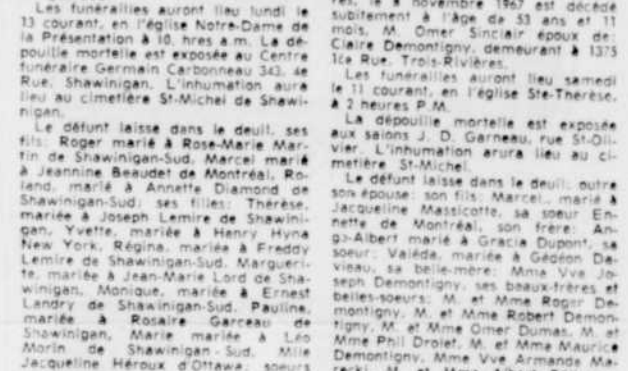 Les funérailles auront lieu lundi le
13 courant, en l'église Notre-Dame de
la Présentation à 10, hres a.m. La dé-
pouille mortelle est exposée au Centre
funéraire Germain Carbonneau 343, 4e
Rue, Shawinigan. L'inhumation aura
lieu au cimetière St-Michel de Shawi-
nigan.
Le défunt laisse dans le deuil, ses
fils: Roger marié à Rose-Marie Mar-
tin de Shawinigan-Sud, Marcel marié
à Jeannine Beaudet de Montréal, Ro-
land, marié à Annette Diamond de
Shawinigan-Sud; ses filles: Thérèse,
mariée à Joseph Lemire de Shawini-
gan, Yvette, mariée à Henry Hyna
New York, Régina, mariée à Freddy
Lemire de Shawinigan-Sud, Margueri-
te, mariée à Jean-Marie Lord de Sha-
winigan, Monique, mariée à Ernest
Landry de Shawinigan-Sud, Pauline,
mariée à Rosaire Garceau de
Shawinigan, Marie mariée à Léo
Morin de Shawinigan-Sud, Mlle
Jacqueline Héroux d'Ottawa; soeurs
res, le 8 novembre 1967 est décédé
subitement à l'âge de 53 ans et 11
mois, M. Omer Sinclair époux de:
Claire Demontigny, demeurant à 1375
16e Rue, Trois-Rivières.
Les funérailles auront lieu samedi
le 11 courant, en l'église Ste-Thérèse,
à 2 heures P.M.
La dépouille mortelle est exposée
aux salons J. D. Garneau, rue St-Oli-
vier. L'inhumation arura lieu au ci-
metière St-Michel.
Le défunt laisse dans le deuil: outre
son épouse: son fils: Marcel, marié à
Jacqueline Massicotte, sa soeur En-
nette de Montréal, son frère: An-
go-Albert marié à Gracia Dupont, sa
soeur: Valéda, mariée à Gédéon Da-
vieau, sa belle-mère: Mme Vve Jo-
seph Demontigny, ses beaux-frères et
belles-soeurs: M. et Mme Roger De-
montigny, M. et Mme Robert Demon-
tigny, M. et Mme Omer Dumas, M. et
Mme Phil Drolet, M. et Mme Maurice
Demontigny, Mme Vve Armande Ma-
M. et Mme